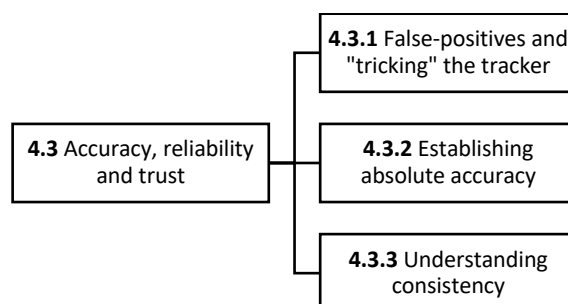 4.3.1 False-positives and
"tricking" the tracker
4.3 Accuracy, reliability
and trust
4.3.2 Establishing
absolute accuracy
4.3.3 Understanding
consistency